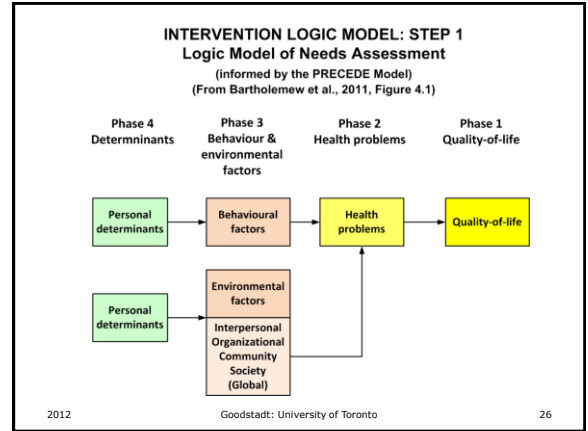 INTERVENTION LOGIC MODEL: STEP 1
Logic Model of Needs Assessment
(informed by the PRECEDE Model)
(From Bartholemew et al., 2011, Figure 4.1)
Phase 4
Determninants
Phase 3
Behaviour &
environmental
factors
Phase 2
Health problems
Phase 1
Quality-of-life
Personal
determinants
Behavioural
factors
Health
problems
Quality-of-life
Personal
determinants
Environmental
factors
Interpersonal
Organizational
Community
Society
(Global)
2012
Goodstadt: University of Toronto
26